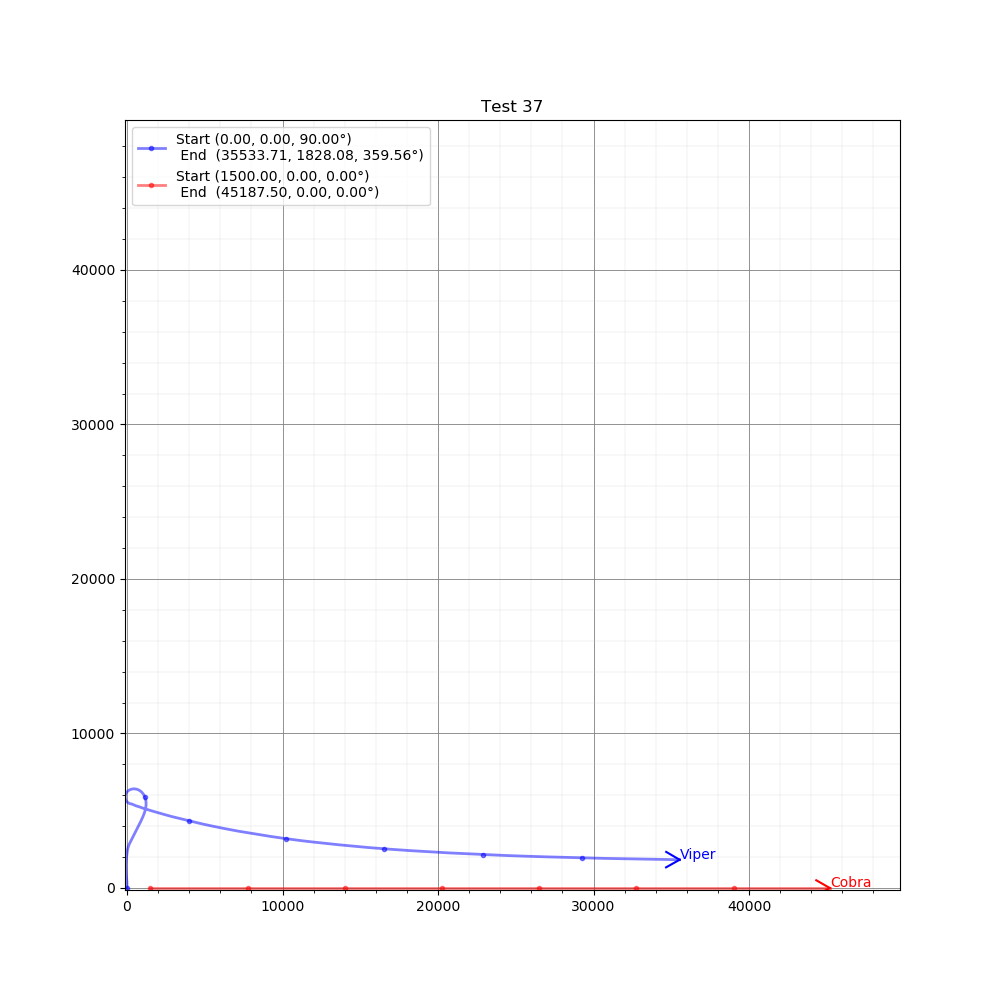 Test 37
Start (0.00, 0.00, 90.00°)
End (35533.71, 1828.08, 359.56°)
Start (1500.00, 0.00, 0.00°)
End (45187.50, 0.00, 0.00°)
40000
30000
20000
10000
0
Viper
Cobra
0 10000 20000 30000 40000